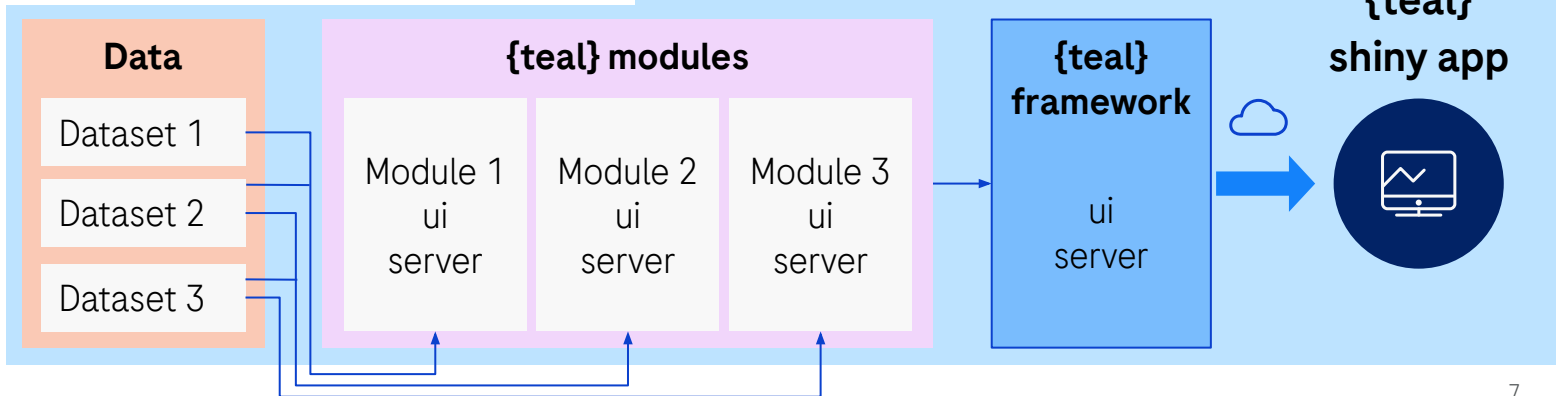 Data
Dataset 1
Dataset 2
Dataset 3
{teal} modules
Module 1
ui
server
Module 2
ui
server
Module 3
ui
server
{teal}
framework
ui
server
{teal}
shiny app
7